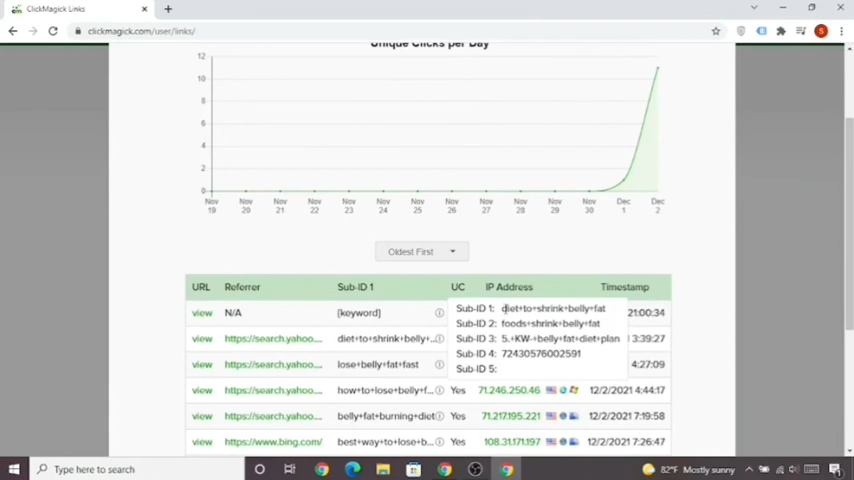 ClickMagick Links
clickmagick.com/user/links/
S
Unique Clicks per Day
12
10
8
6
4
2
0
Nov 19 Nov 20 Nov 21 Nov 22 Nov 23 Nov 24 Nov 25 Nov 26 Nov 27 Nov 28 Nov 29 Nov 30 Dec 1 Dec 2
Oldest First
URL Referrer Sub-ID 1 UC IP Address Timestamp
view N/A [keyword] 21:00:34
Sub-ID 1: diet+to+shrink+belly+fat
Sub-ID 2: foods+shrink+belly+fat
Sub-ID 3: 5.+KW-+belly+fat+diet+plan
Sub-ID 4: 72430576002591
Sub-ID 5:
view https://search.yahoo.... diet+to+shrink+belly+... 3:39:27
view https://search.yahoo.... lose+belly+fat+fast 4:27:09
view https://search.yahoo.... how+to+lose+belly+f... Yes 71.246.250.46 12/2/2021 4:44:17
view https://search.yahoo.... belly+fat+burning+diet Yes 71.217.195.221 12/2/2021 7:19:58
view https://www.bing.com/ best+way+to+lose+b... Yes 108.31.171.197 12/2/2021 7:26:47
Type here to search
82°F Mostly sunny